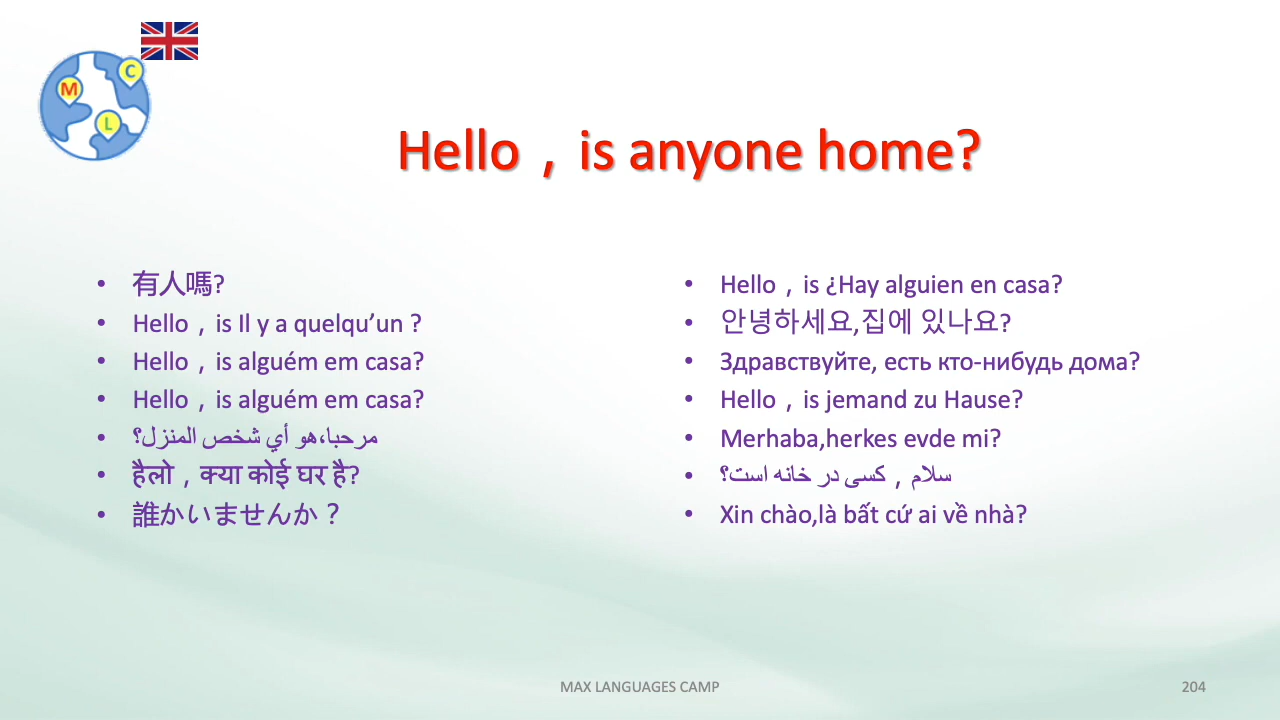 M
C
L
Hello，is anyone home?
有人嗎?
Hello，is Il y a quelqu’un ?
Hello，is alguém em casa?
Hello，is alguém em casa?
مرحبا،هو أي شخص المنزل؟
हैलो，क्या कोई घर है?
誰かいませんか？
Hello，is ¿Hay alguien en casa?
안녕하세요,집에 있나요?
Здравствуйте, есть кто-нибудь дома?
Hello，is jemand zu Hause?
Merhaba,herkes evde mi?
سلام，کسی در خانه است؟
Xin chào,là bất cứ ai về nhà?
MAX LANGUAGES CAMP
204